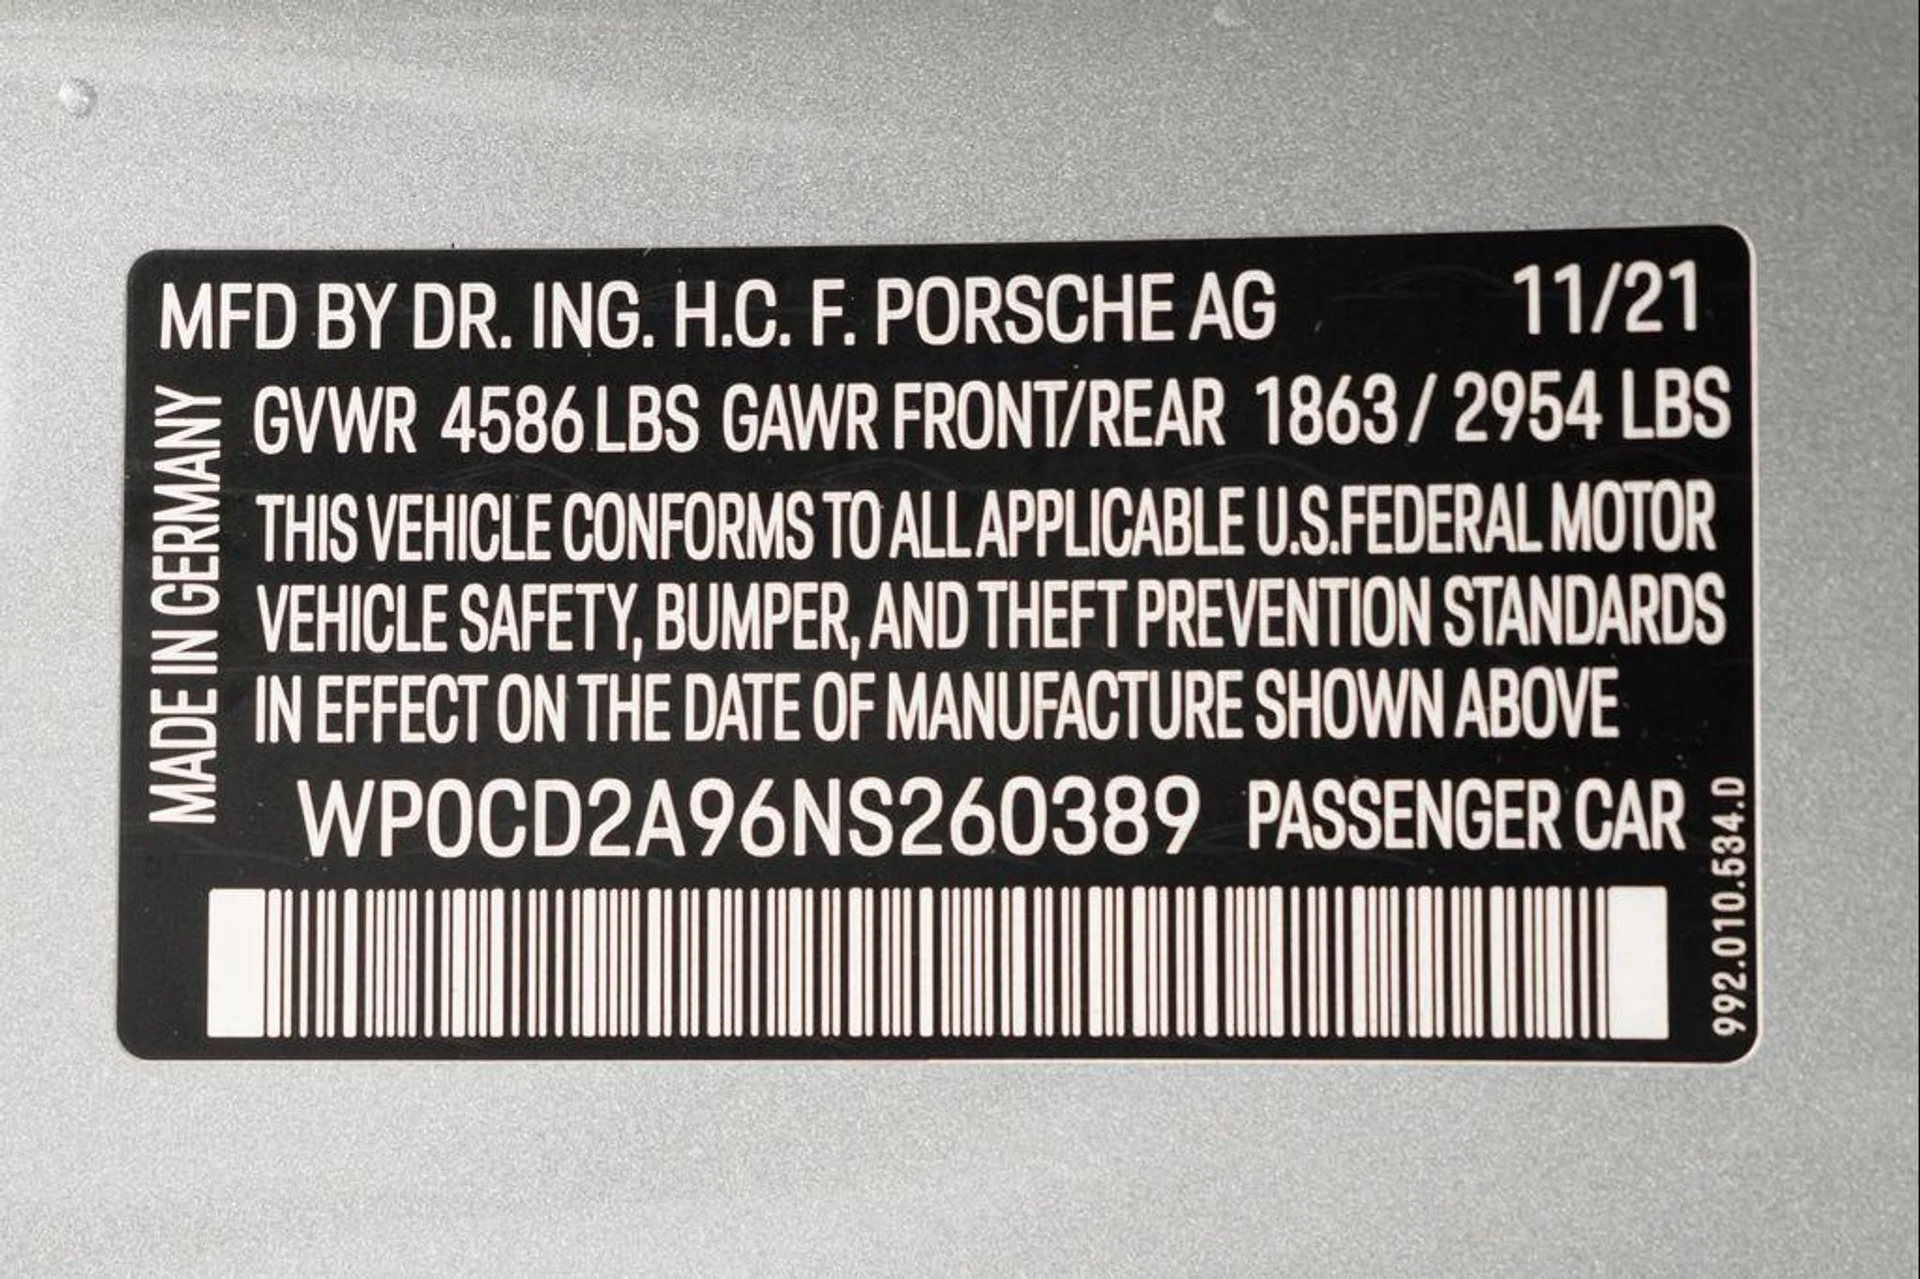 MFD BY DR. ING. H.C. F. PORSCHE AG 11/21
GVWR 4586 LBS GAWR FRONT/REAR 1863 / 2954 LBS
THIS VEHICLE CONFORMS TO ALL APPLICABLE U.S.FEDERAL MOTOR
VEHICLE SAFETY, BUMPER, AND THEFT PREVENTION STANDARDS
IN EFFECT ON THE DATE OF MANUFACTURE SHOWN ABOVE
WP0CD2A96NS260389 PASSENGER CAR
MADE IN GERMANY
992.010.534.D